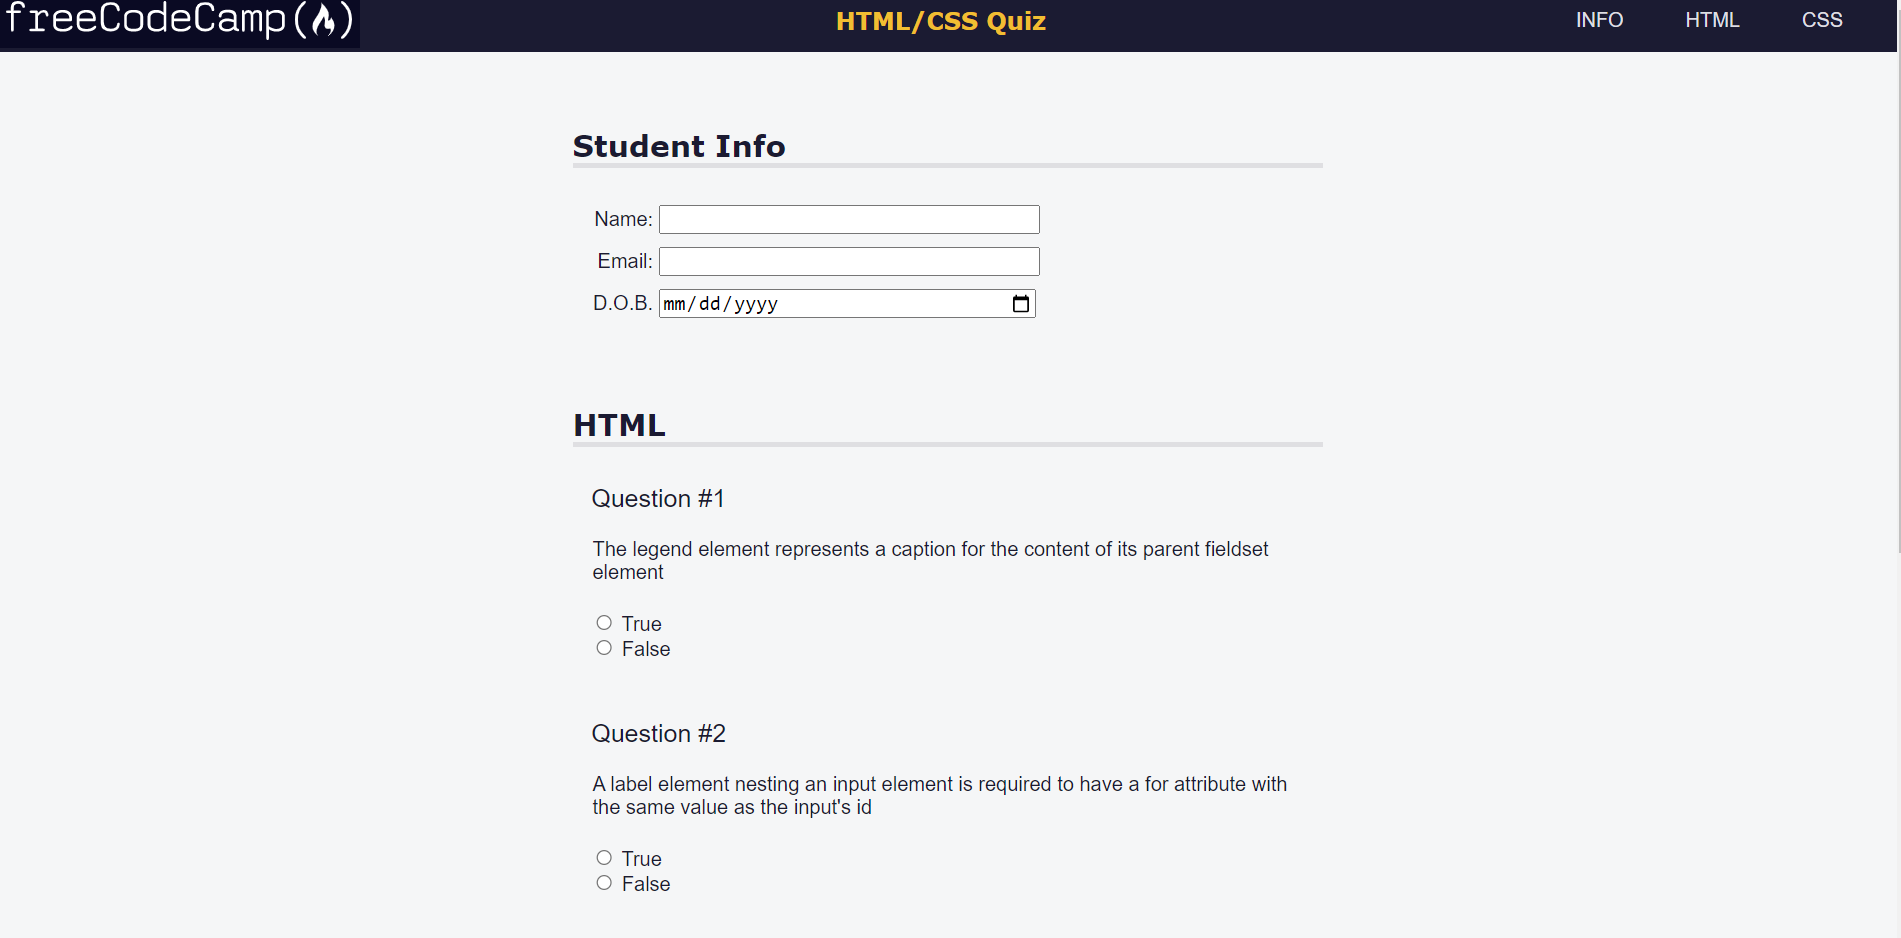 freeCodeCamp
HTML/CSS Quiz
INFO
HTML
CSS
Student Info
Name:
Email:
D.O.B. mm/dd/yyyy
HTML
Question #1
The legend element represents a caption for the content of its parent fieldset
element
True
False
Question #2
A label element nesting an input element is required to have a for attribute with
the same value as the input's id
True
False